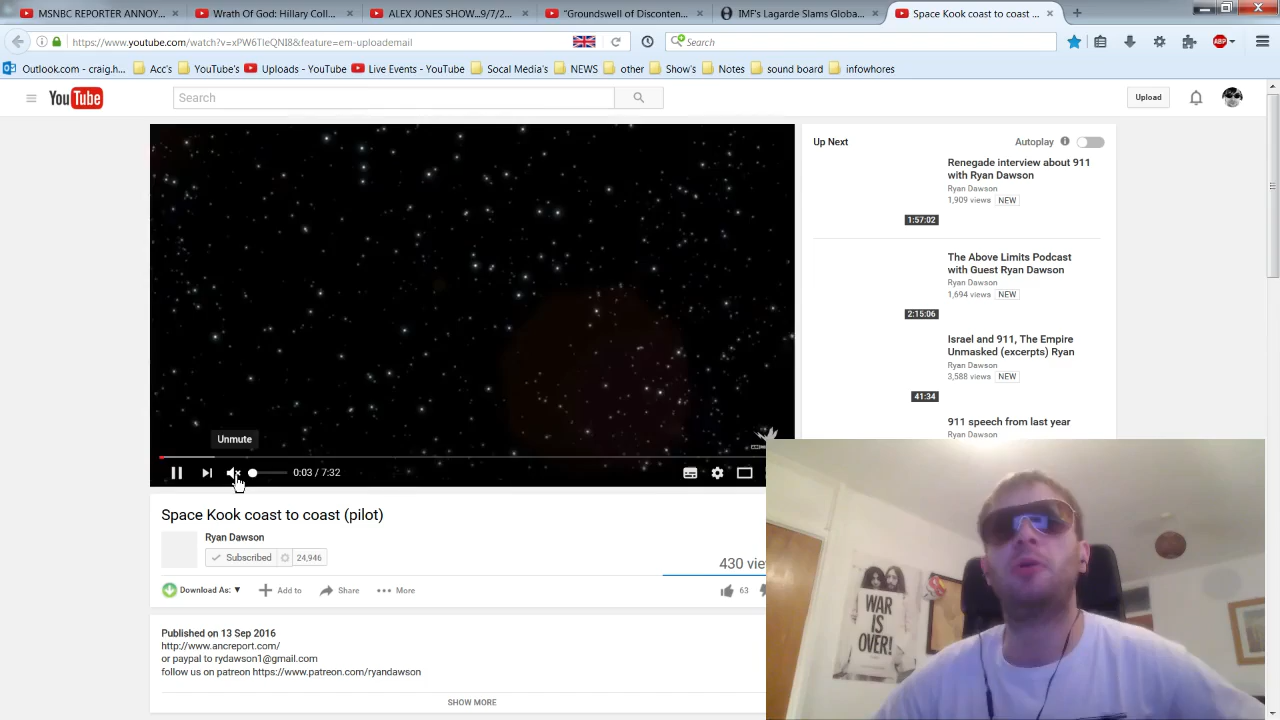 MSNBC REPORTER ANNOY...
Uploads of Hillary Col...
ALEX JONES SHOW...9/7/2...
"Groundswell of Disconten...
IMF's Lagarde Slams Globa...
Space Kook coast to coast ...
https://www.youtube.com/watch?v=xPW6TleQNI8&feature=em-uploademail
Search
ABP
Outlook.com - craig.h...
Acc's
YouTube's
Uploads - YouTube
Live Events - YouTube
Socal Media's
NEWS
other
Show's
Notes
sound board
infowhores
YouTube
Search
Upload
Up Next
Autoplay
Renegade interview about 911
with Ryan Dawson
Ryan Dawson
1,909 views NEW
1:57:02
The Above Limits Podcast
with Guest Ryan Dawson
Ryan Dawson
1,694 views NEW
2:15:06
Israel and 911, The Empire
Unmasked (excerpts) Ryan
Ryan Dawson
3,588 views NEW
41:34
911 speech from last year
Ryan Dawson
Unmute
0:03 / 7:32
Space Kook coast to coast (pilot)
Ryan Dawson
Subscribed 24,946
430 vie
Download As: ▼
Add to
Share
More
63
Published on 13 Sep 2016
http://www.ancreport.com/
or paypal to rydawson1@gmail.com
follow us on patreon https://www.patreon.com/ryandawson
SHOW MORE
WAR
IS
OVER!